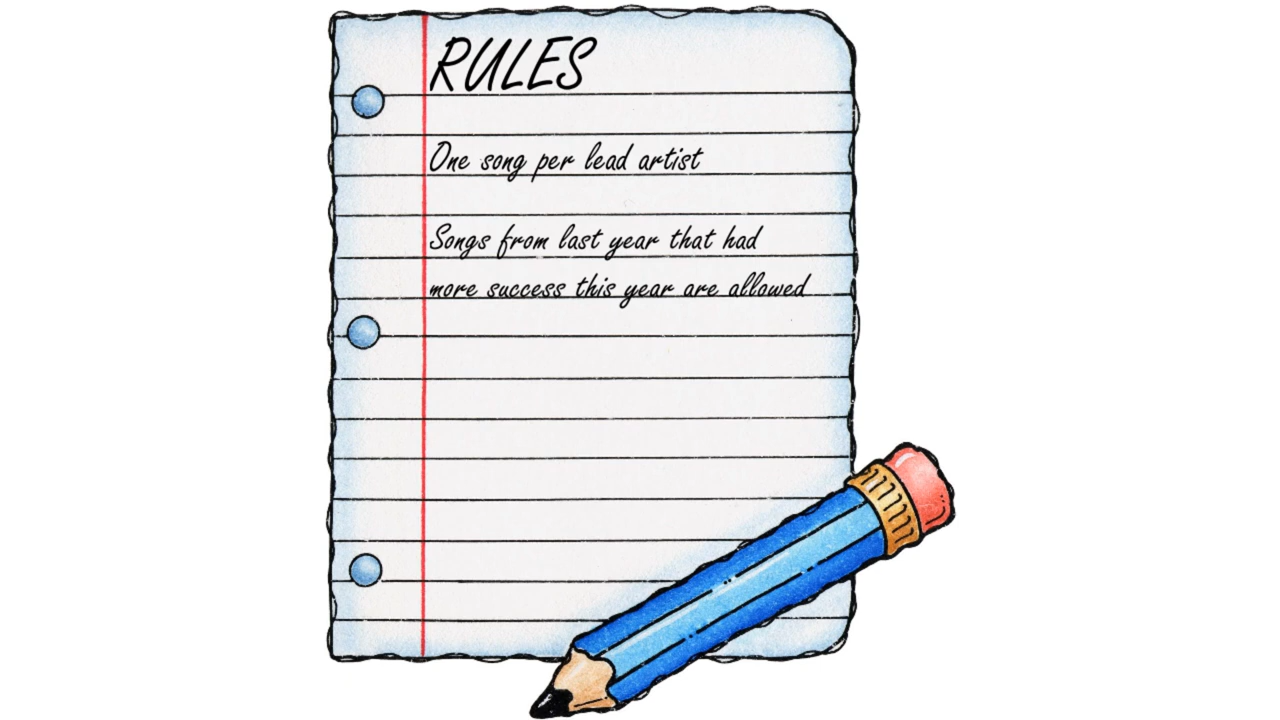 RULES
One song per lead artist
Songs from last year that had
more success this year are allowed